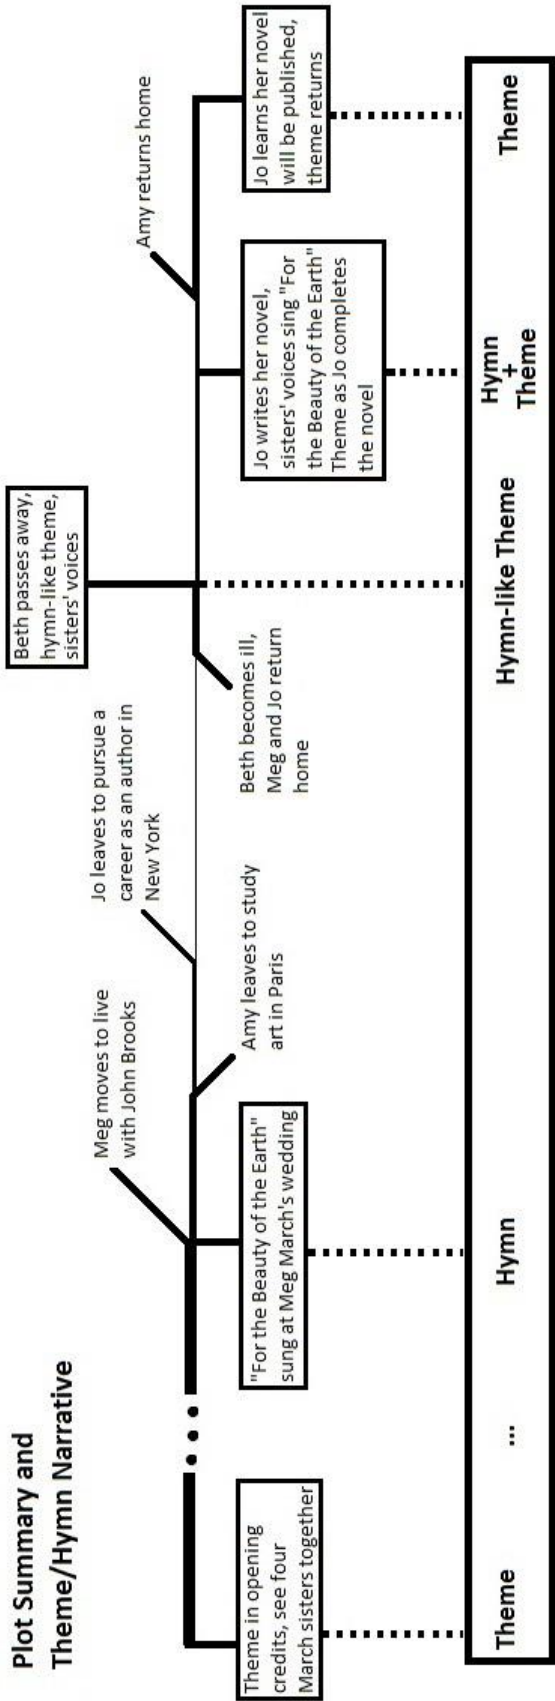 Plot Summary and
Theme/Hymn Narrative
Theme in opening
credits, see four
March sisters together
"For the Beauty of the Earth"
sung at Meg March's wedding
Meg moves to live
with John Brooks
Amy leaves to study
art in Paris
Jo leaves to pursue a
career as an author in
New York
Beth becomes ill,
Meg and Jo return
home
Beth passes away,
hymn-like theme,
sisters' voices
Jo writes her novel,
sisters' voices sing "For
the Beauty of the Earth"
Theme as Jo completes
the novel
Amy returns home
Jo learns her novel
will be published,
theme returns
Theme
...
Hymn
Hymn-like Theme
Hymn
+
Theme
Theme